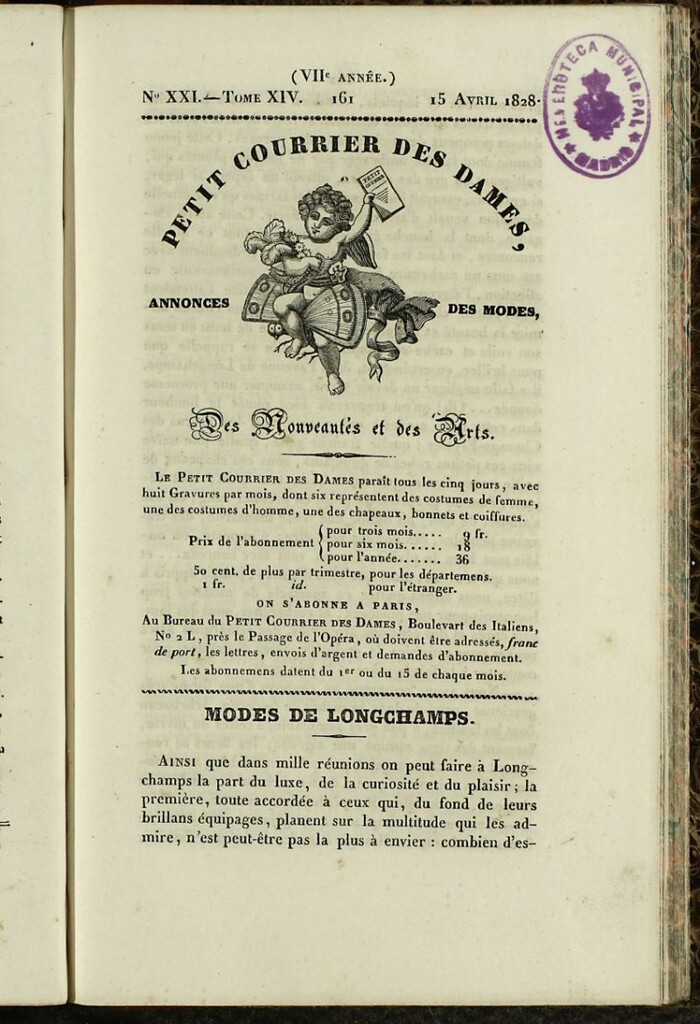 (VIIe ANNÉE.)
No XXI.—TOME XIV. 161 15 AVRIL 1828.
HEMEROTECA MUNICIPAL
★ MADRID ★
PETIT COURRIER DES DAMES,
PETIT COURRIER
ANNONCES DES MODES,
Des Nouveautés et des Arts.
LE PETIT COURRIER DES DAMES paraît tous les cinq jours, avec
huit Gravures par mois, dont six représentent des costumes de femme,
une des costumes d'homme, une des chapeaux, bonnets et coiffures.
Prix de l'abonnement { pour trois mois..... 9 fr.
pour six mois...... 18
pour l'année....... 36
50 cent. de plus par trimestre, pour les départemens.
1 fr. id. pour l'étranger.
ON S'ABONNE A PARIS,
Au Bureau du PETIT COURRIER DES DAMES, Boulevart des Italiens,
No 2 L, près le Passage de l'Opéra, où doivent être adressés, franc
de port, les lettres, envois d'argent et demandes d'abonnement.
Les abonnemens datent du 1er ou du 15 de chaque mois.
MODES DE LONGCHAMPS.
AINSI que dans mille réunions on peut faire à Long-
champs la part du luxe, de la curiosité et du plaisir; la
première, toute accordée à ceux qui, du fond de leurs
brillans équipages, planent sur la multitude qui les ad-
mire, n'est peut-être pas la plus à envier : combien d'es-